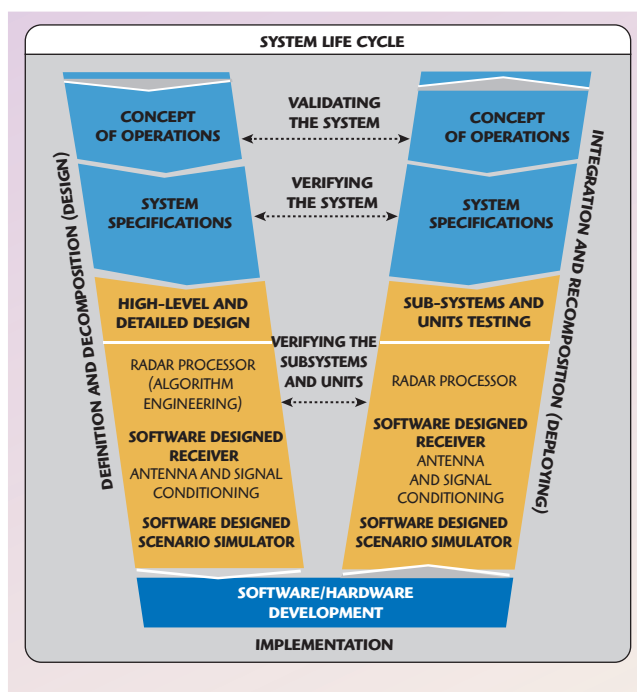 SYSTEM LIFE CYCLE
DEFINITION AND DECOMPOSITION (DESIGN)
CONCEPT
OF OPERATIONS
SYSTEM
SPECIFICATIONS
HIGH-LEVEL AND
DETAILED DESIGN
RADAR PROCESSOR
(ALGORITHM
ENGINEERING)
SOFTWARE DESIGNED
RECEIVER
ANTENNA AND SIGNAL
CONDITIONING
SOFTWARE DESIGNED
SCENARIO SIMULATOR
VALIDATING
THE SYSTEM
VERIFYING
THE SYSTEM
VERIFYING THE
SUBSYSTEMS
AND UNITS
CONCEPT
OF OPERATIONS
SYSTEM
SPECIFICATIONS
SUB-SYSTEMS AND
UNITS TESTING
RADAR PROCESSOR
SOFTWARE DESIGNED
RECEIVER
ANTENNA
AND SIGNAL
CONDITIONING
SOFTWARE DESIGNED
SCENARIO SIMULATOR
INTEGRATION AND RECOMPOSITION (DEPLOYING)
SOFTWARE/HARDWARE
DEVELOPMENT
IMPLEMENTATION